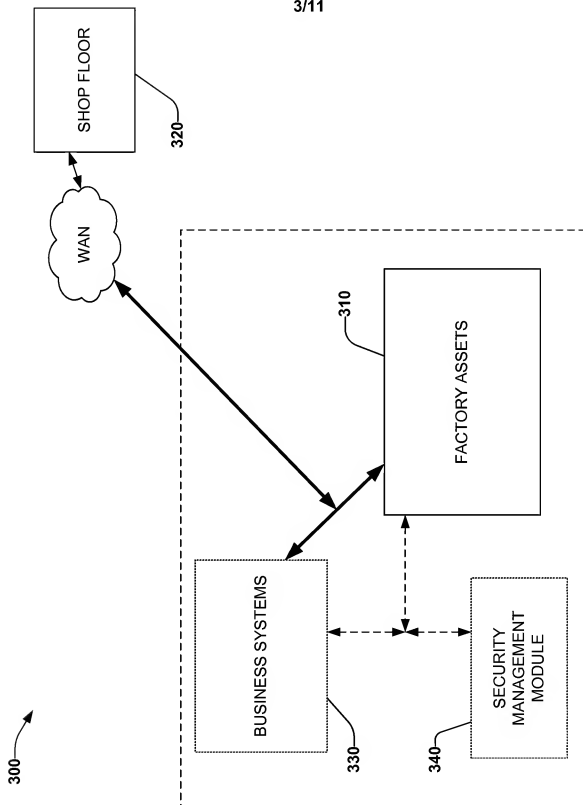 3/11
300
SHOP FLOOR
320
WAN
310
FACTORY ASSETS
BUSINESS SYSTEMS
330
SECURITY
MANAGEMENT
MODULE
340